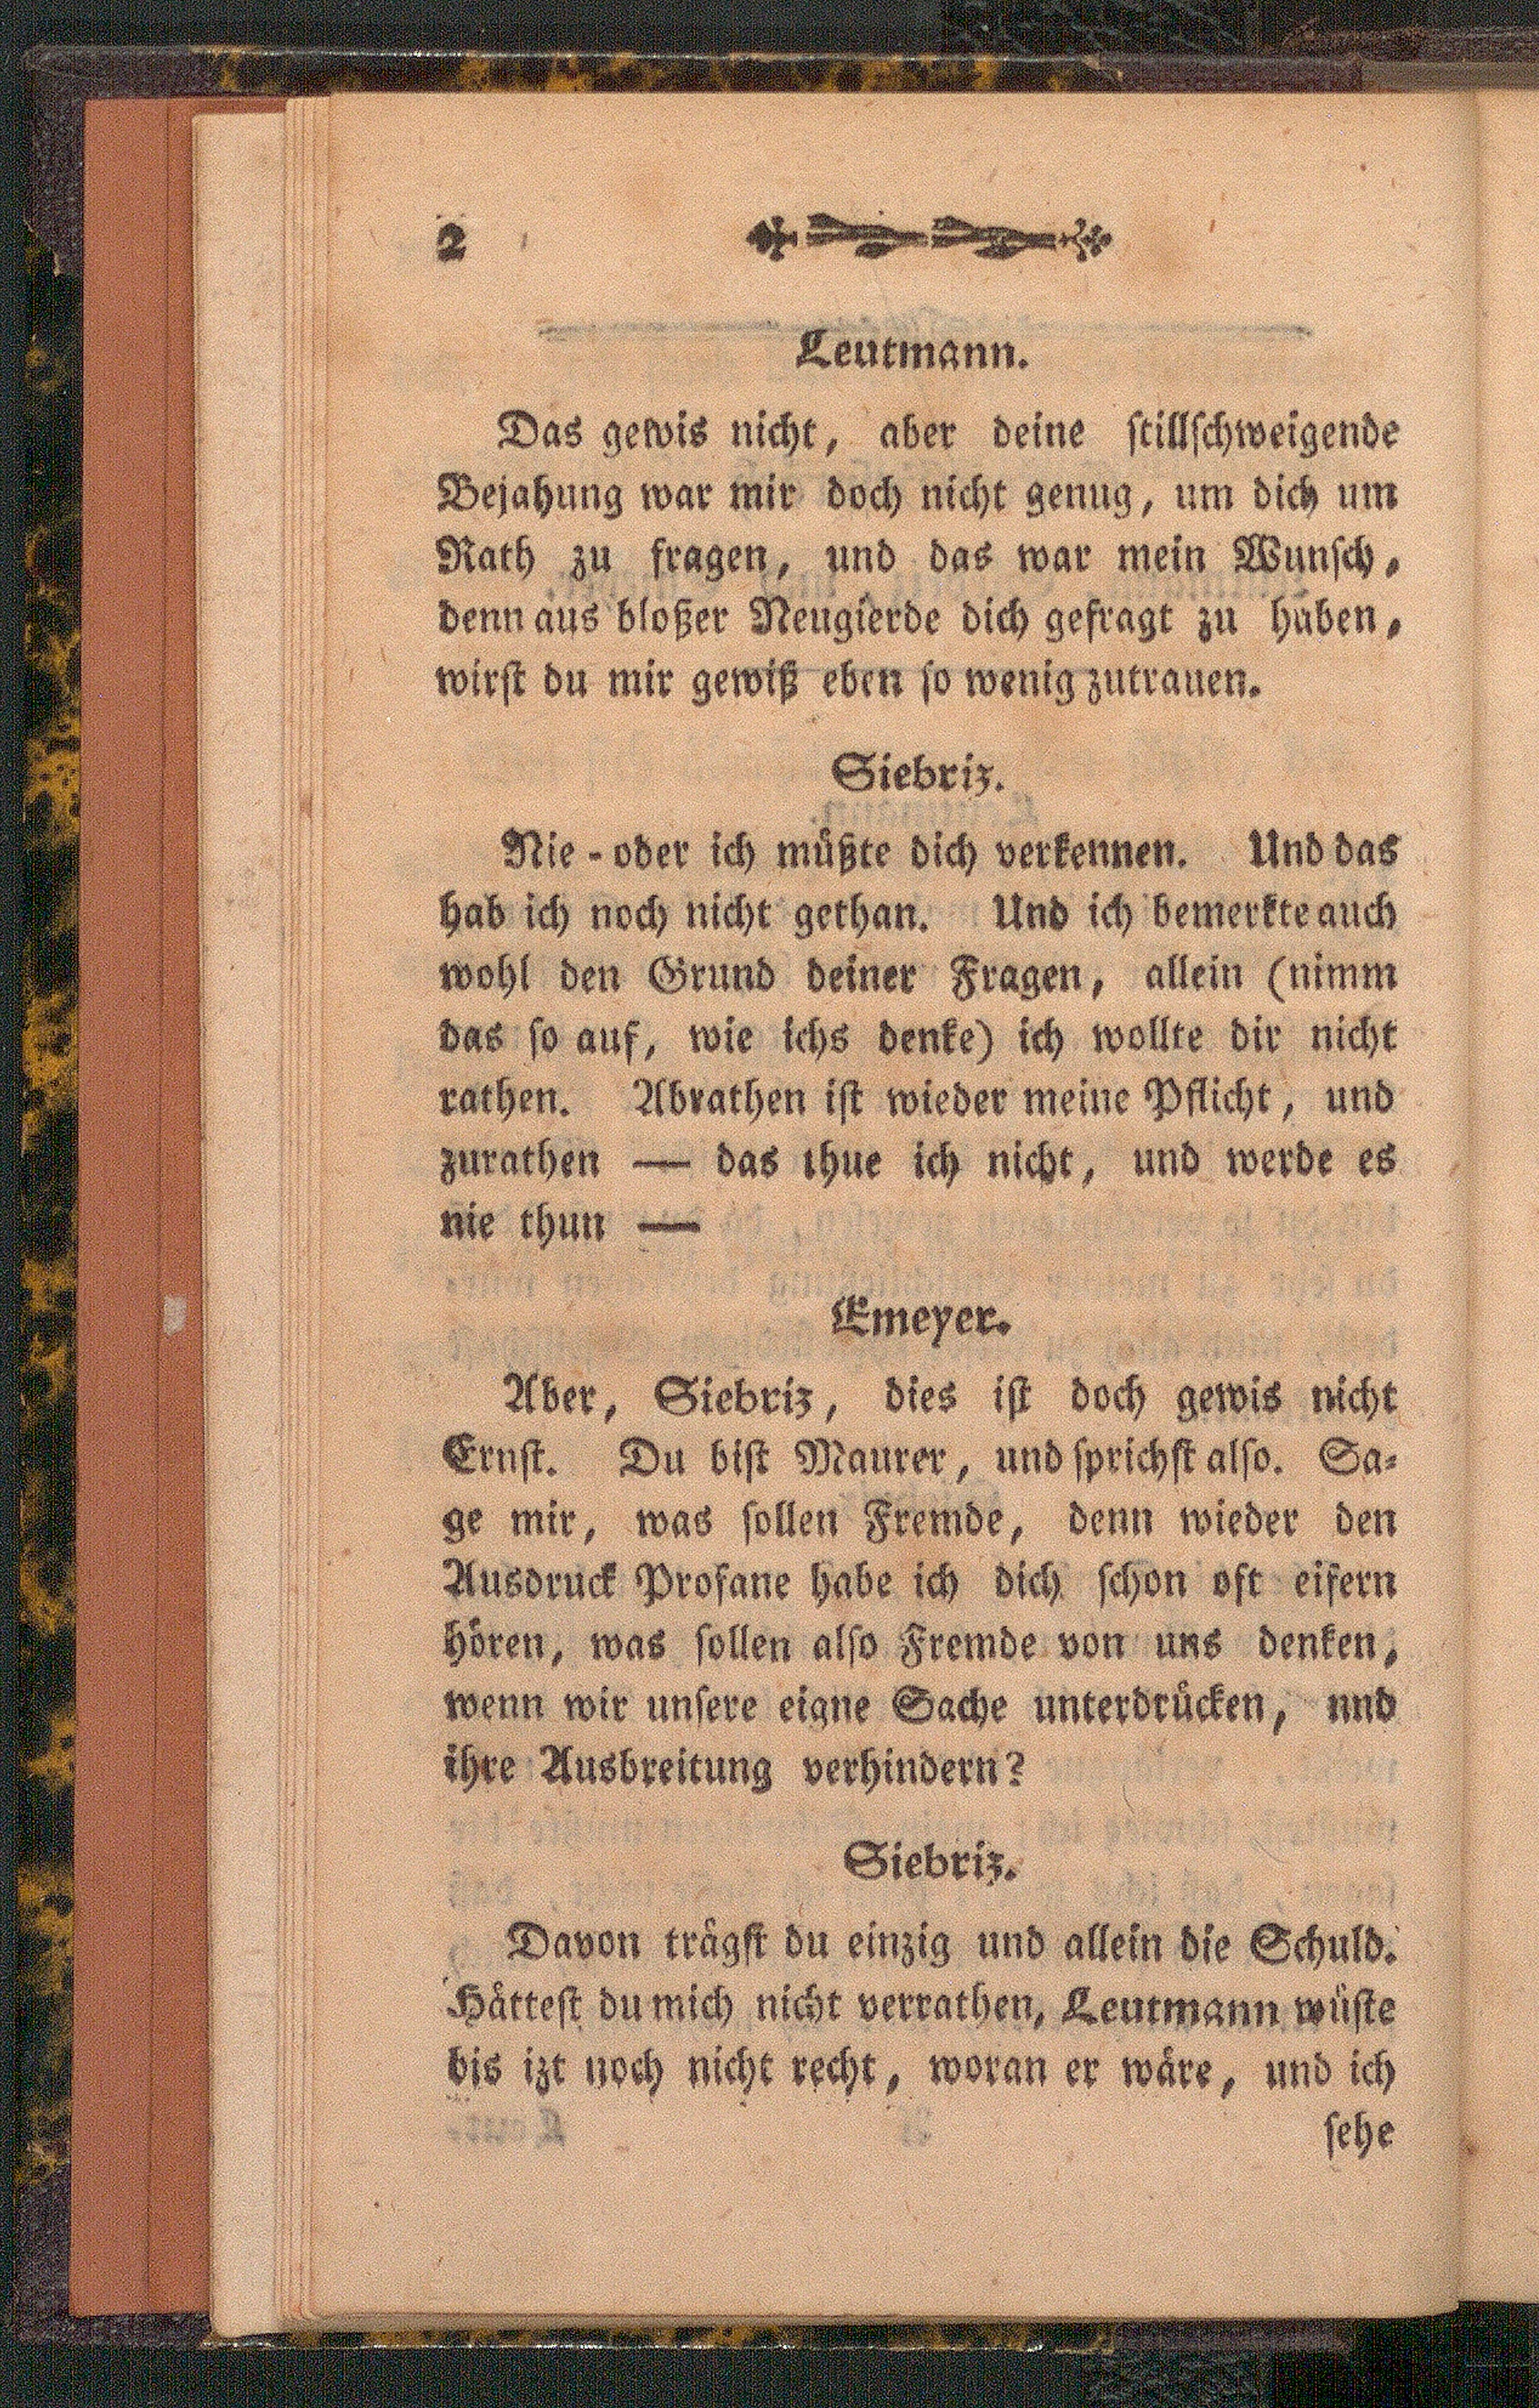 2
Leutmann.
Das gewis nicht, aber deine stillschweigende
Bejahung war mir doch nicht genug, um dich um
Rath zu fragen, und das war mein Wunsch,
denn aus bloßer Neugierde dich gefragt zu haben,
wirst du mir gewiß eben so wenig zutrauen.
Siebriz.
Nie - oder ich müßte dich verkennen. Und das
hab ich noch nicht gethan. Und ich bemerkte auch
wohl den Grund deiner Fragen, allein (nimm
das so auf, wie ichs denke) ich wollte dir nicht
rathen. Abrathen ist wieder meine Pflicht, und
zurathen — das thue ich nicht, und werde es
nie thun —
Emeyer.
Aber, Siebriz, dies ist doch gewis nicht
Ernst. Du bist Maurer, und sprichst also. Sa-
ge mir, was sollen Fremde, denn wieder den
Ausdruck Profane habe ich dich schon oft eifern
hören, was sollen also Fremde von uns denken,
wenn wir unsere eigne Sache unterdrücken, nnd
ihre Ausbreitung verhindern?
Siebriz.
Davon trägst du einzig und allein die Schuld.
Hättest du mich nicht verrathen, Leutmann wüste
bis izt noch nicht recht, woran er wäre, und ich
sehe